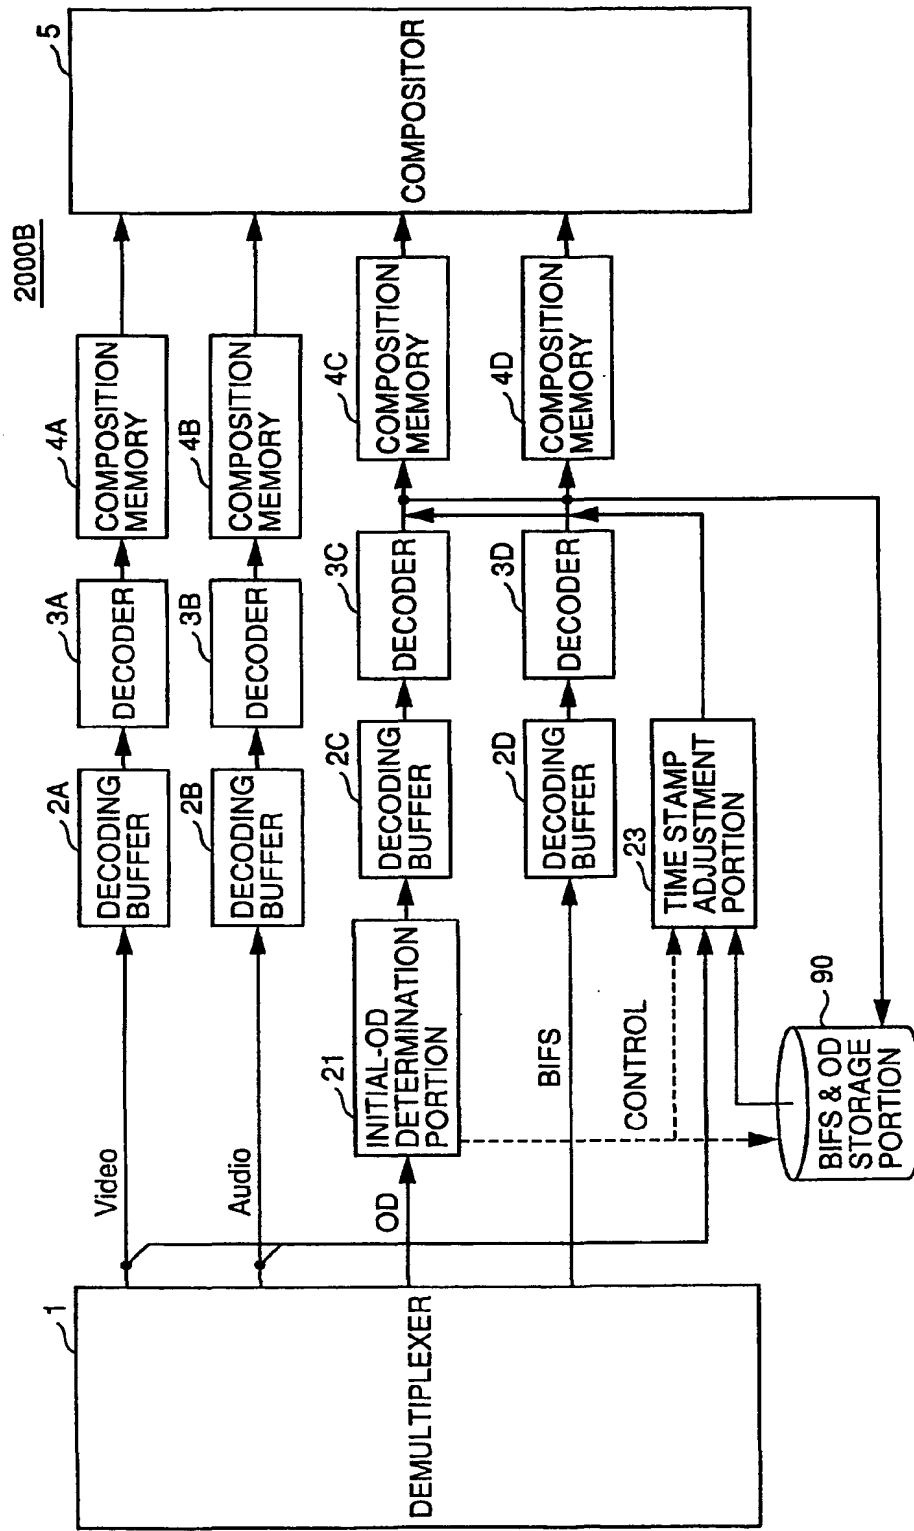 2000B
1
DEMULTIPLEXER
Video
Audio
OD
BIFS
21
INITIAL-OD
DETERMINATION
PORTION
CONTROL
2A
DECODING
BUFFER
3A
DECODER
4A
COMPOSITION
MEMORY
2B
DECODING
BUFFER
3B
DECODER
4B
COMPOSITION
MEMORY
2C
DECODING
BUFFER
3C
DECODER
4C
COMPOSITION
MEMORY
2D
DECODING
BUFFER
3D
DECODER
4D
COMPOSITION
MEMORY
23
TIME STAMP
ADJUSTMENT
PORTION
90
BIFS & OD
STORAGE
PORTION
5
COMPOSITOR